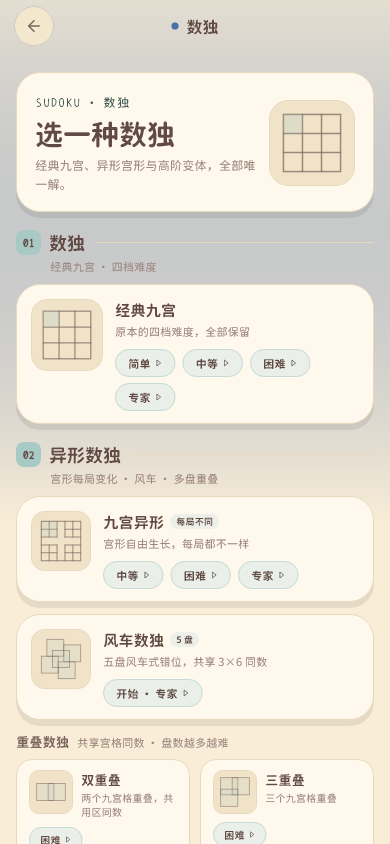 数独
SUDOKU · 数独
选一种数独
经典九宫、异形宫形与高阶变体，全部唯
一解。
01 数独
经典九宫 · 四档难度
经典九宫
原本的四档难度，全部保留
简单 中等 困难
专家
02 异形数独
宫形每局变化 · 风车 · 多盘重叠
九宫异形 每局不同
宫形自由生长，每局都不一样
中等 困难 专家
风车数独 5 盘
五盘风车式错位，共享 3×6 同数
开始 · 专家
重叠数独 共享宫格同数 · 盘数越多越难
双重叠
两个九宫格重叠，共
用区同数
困难
三重叠
三个九宫格重叠
困难